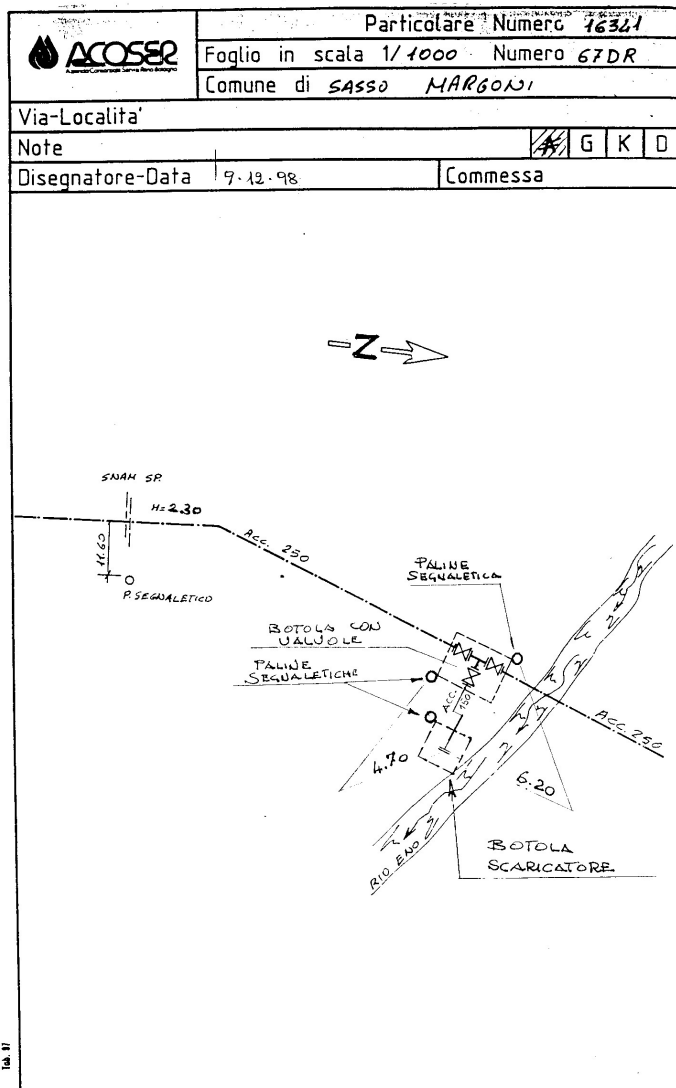 ACOSER
Particolare Numero 16341
Foglio in scala 1/1000 Numero 67DR
Comune di SASSO MARGONI
Via-Localita'
Note A G K D
Disegnatore-Data 9.12.98 Commessa
Z
SNAM SP.
H=2.30
11.60
P. SEGNALETICO
ACC. 250
PALINE
SEGNALETICA
BOTOLA CON
VALVOLE
PALINE
SEGNALETICHE
ACC.
150
ACC. 250
4.70
6.20
RIO ENO
BOTOLA
SCARICATORE
Tab. 97